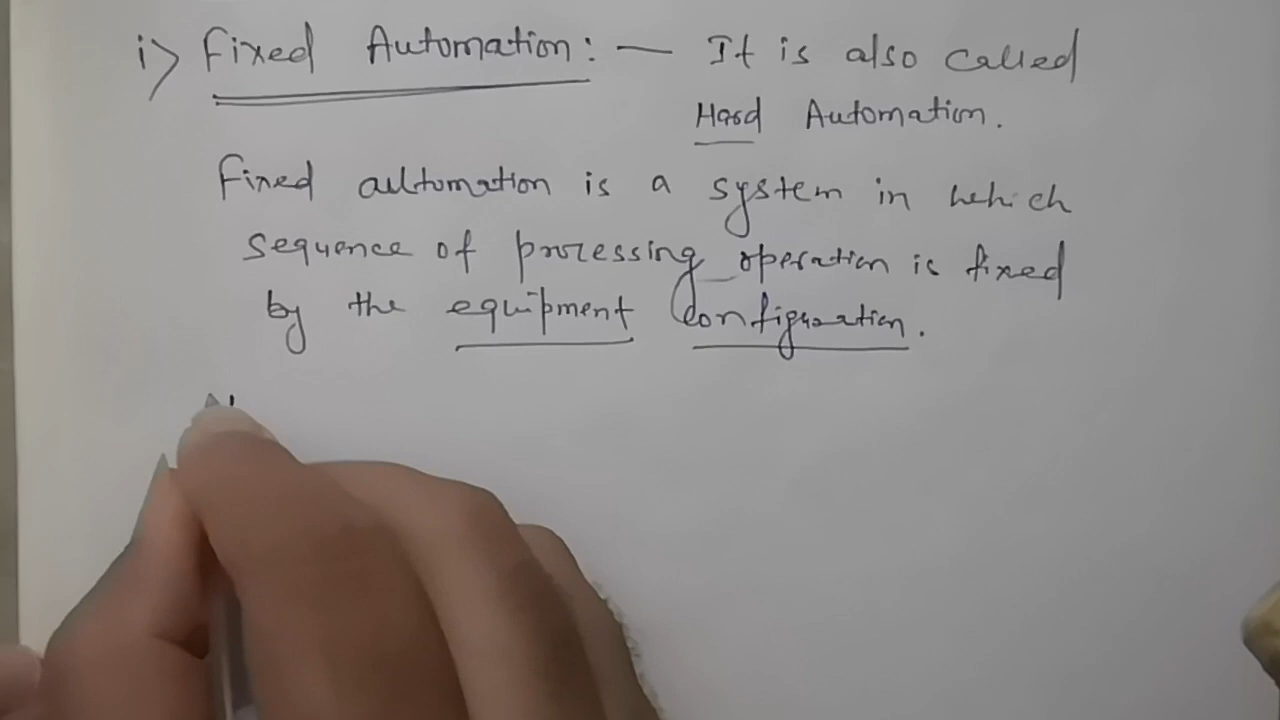 i) Fixed Automation: — It is also called
Hard Automation.
Fixed automation is a system in which
sequence of processing operation is fixed
by the equipment configuration.